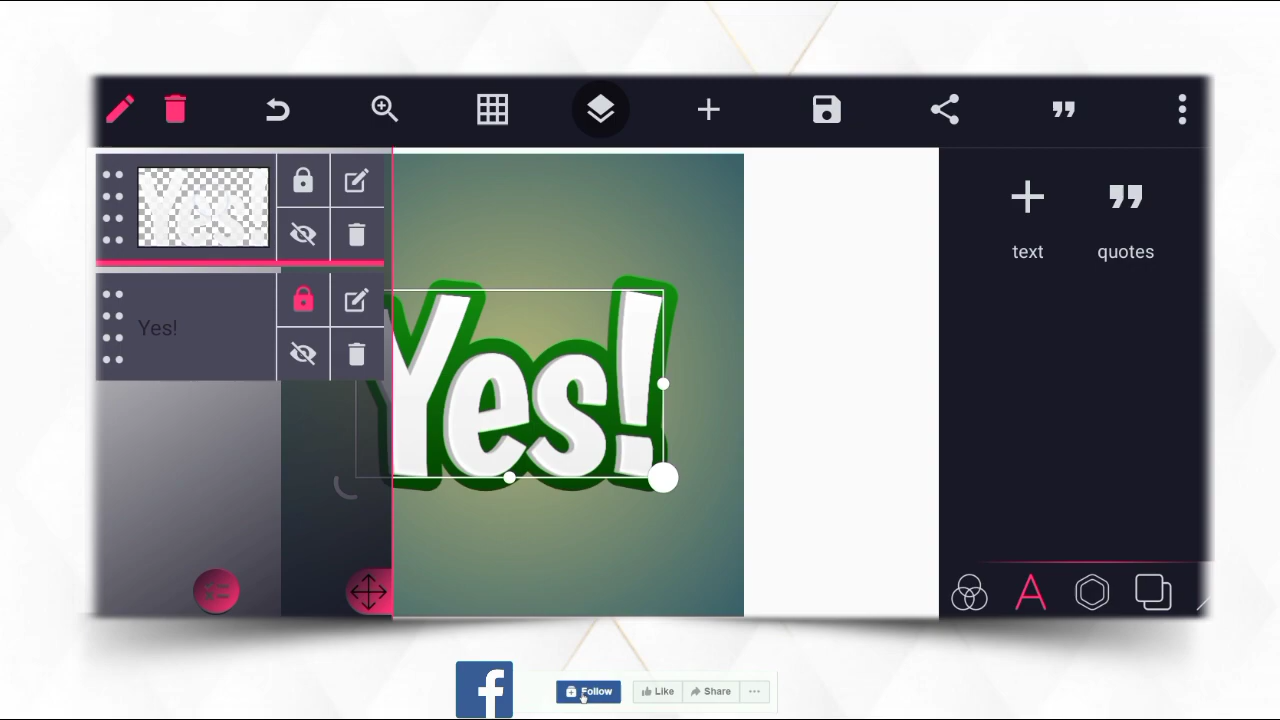 text
quotes
Yes!
Yes!
Yes!
A
f
Follow
Like
Share